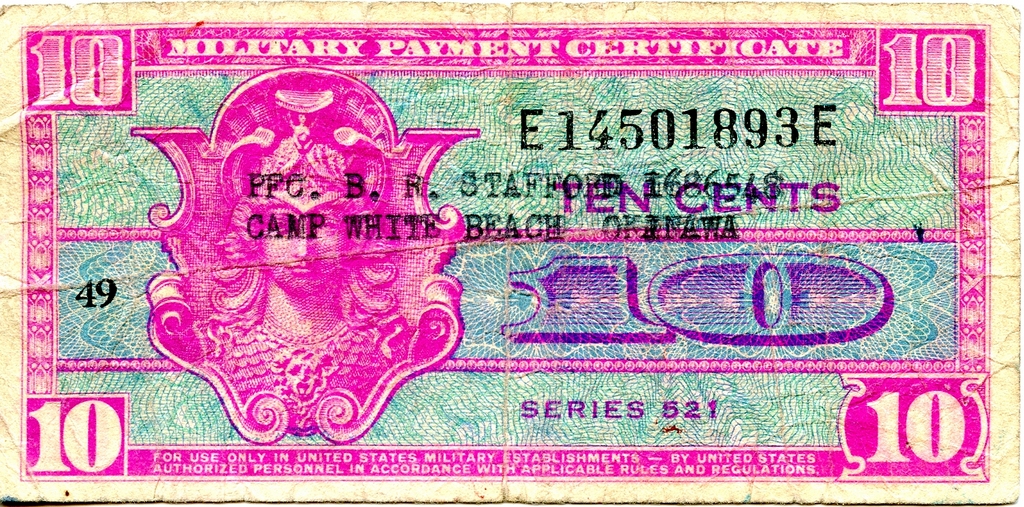 10 MILITARY PAYMENT CERTIFICATE 10
E14501893E
PFC. B. R. STAFFORD
TEN CENTS
CAMP WHITE BEACH OKINAWA
49
10
SERIES 521
10 10
FOR USE ONLY IN UNITED STATES MILITARY ESTABLISHMENTS — BY UNITED STATES
AUTHORIZED PERSONNEL IN ACCORDANCE WITH APPLICABLE RULES AND REGULATIONS.